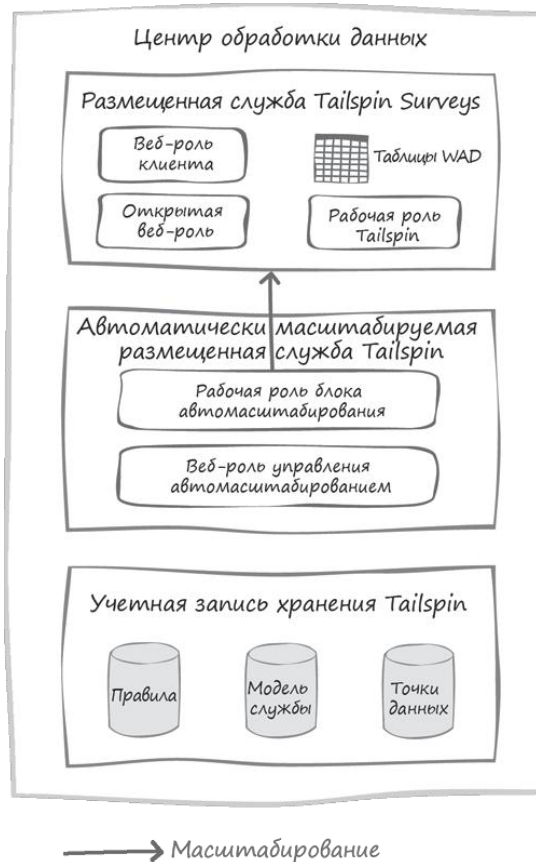 Центр обработки данных
Размещенная служба Tailspin Surveys
Веб-роль
клиента
Таблицы WAD
Открытая
веб-роль
Рабочая роль
Tailspin
Автоматически масштабируемая
размещенная служба Tailspin
Рабочая роль блока
автомасштабирования
Веб-роль управления
автомасштабированием
Учетная запись хранения Tailspin
Правила
Модель
службы
Точки
данных
Масштабирование